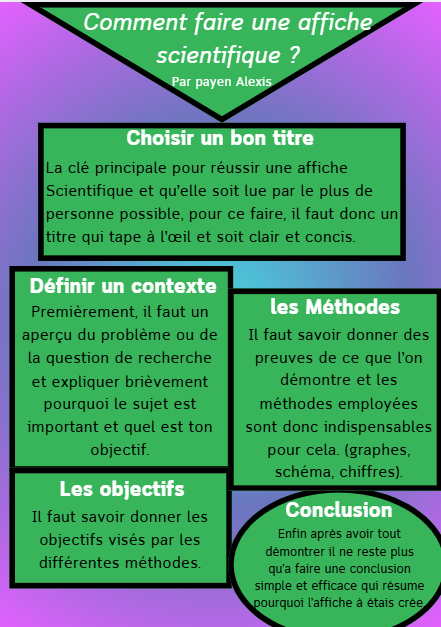 Comment faire une affiche
scientifique ?
Par payen Alexis
Choisir un bon titre
La clé principale pour réussir une affiche
Scientifique et qu'elle soit lue par le plus de
personne possible, pour ce faire, il faut donc un
titre qui tape à l'œil et soit clair et concis.
Définir un contexte
Premièrement, il faut un
aperçu du problème ou de
la question de recherche
et expliquer brièvement
pourquoi le sujet est
important et quel est ton
objectif.
les Méthodes
Il faut savoir donner des
preuves de ce que l'on
démontre et les
méthodes employées
sont donc indispensables
pour cela. (graphes,
schéma, chiffres).
Les objectifs
Il faut savoir donner les
objectifs visés par les
différentes méthodes.
Conclusion
Enfin après avoir tout
démontrer il ne reste plus
qu'a faire une conclusion
simple et efficace qui résume
pourquoi l'affiche à étais crée.